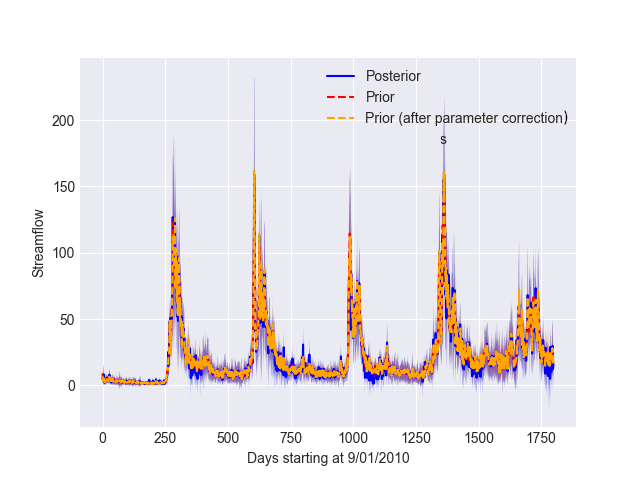 Posterior
Prior
Prior (after parameter correction)
s
200
150
100
50
0
Streamflow
0 250 500 750 1000 1250 1500 1750
Days starting at 9/01/2010